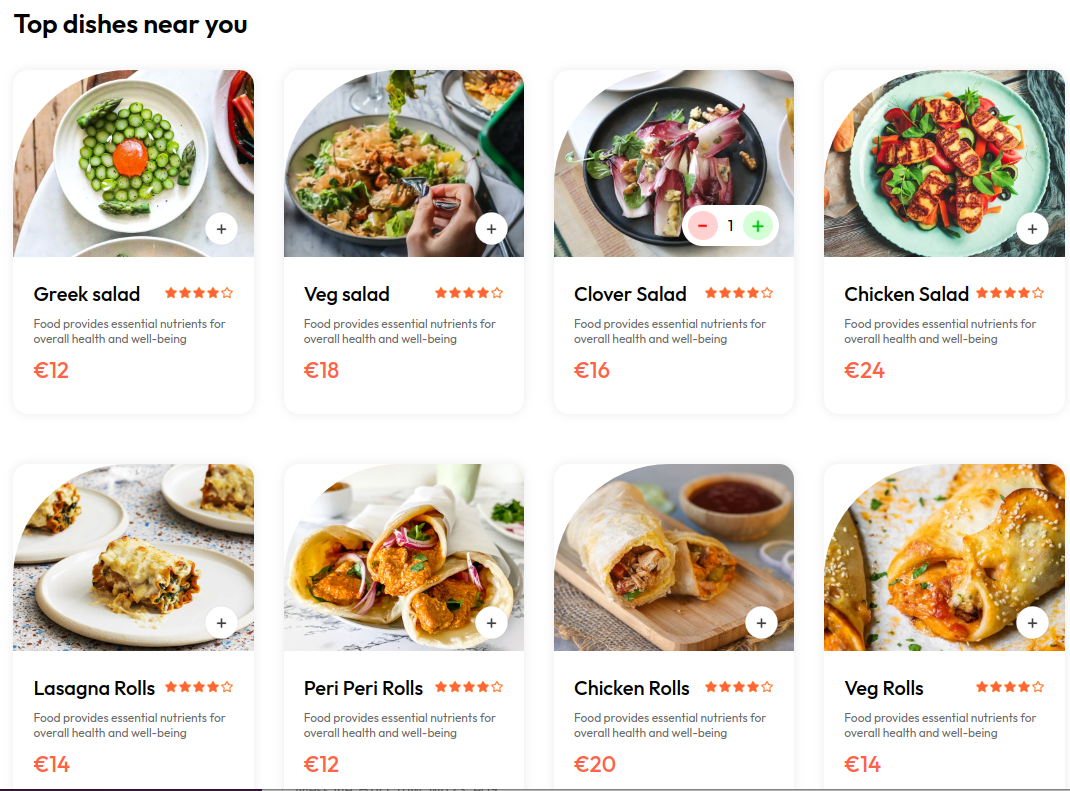 Top dishes near you
1
Greek salad
Food provides essential nutrients for
overall health and well-being
€12
Veg salad
Food provides essential nutrients for
overall health and well-being
€18
Clover Salad
Food provides essential nutrients for
overall health and well-being
€16
Chicken Salad
Food provides essential nutrients for
overall health and well-being
€24
Lasagna Rolls
Food provides essential nutrients for
overall health and well-being
€14
Peri Peri Rolls
Food provides essential nutrients for
overall health and well-being
€12
Chicken Rolls
Food provides essential nutrients for
overall health and well-being
€20
Veg Rolls
Food provides essential nutrients for
overall health and well-being
€14